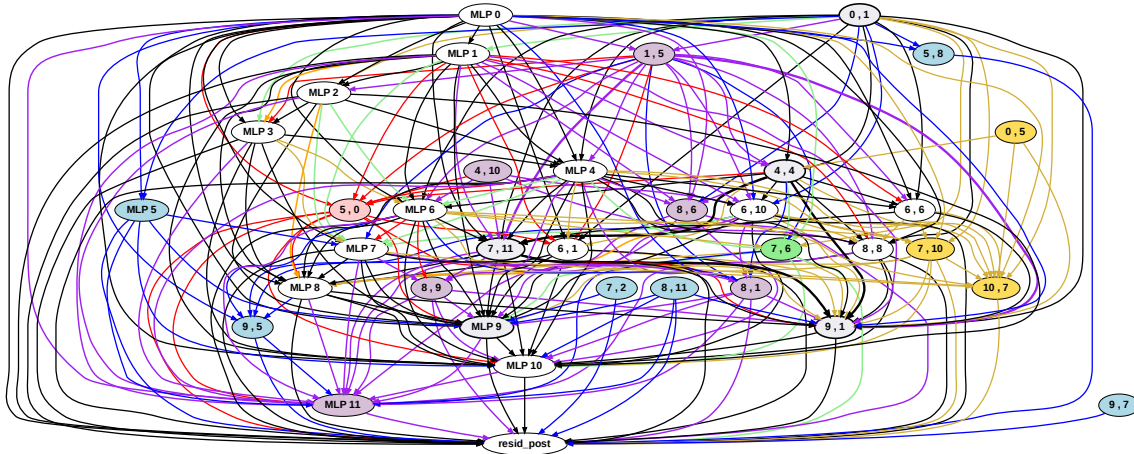 MLP 0
0 , 1
MLP 1
1 , 5
5 , 8
MLP 2
MLP 3
0 , 5
4 , 10
MLP 4
4 , 4
MLP 5
5 , 0
MLP 6
8 , 6
6 , 10
6 , 6
MLP 7
7 , 11
6 , 1
7 , 6
8 , 8
7 , 10
MLP 8
8 , 9
7 , 2
8 , 11
8 , 1
10 , 7
9 , 5
MLP 9
9 , 1
MLP 10
MLP 11
9 , 7
resid_post